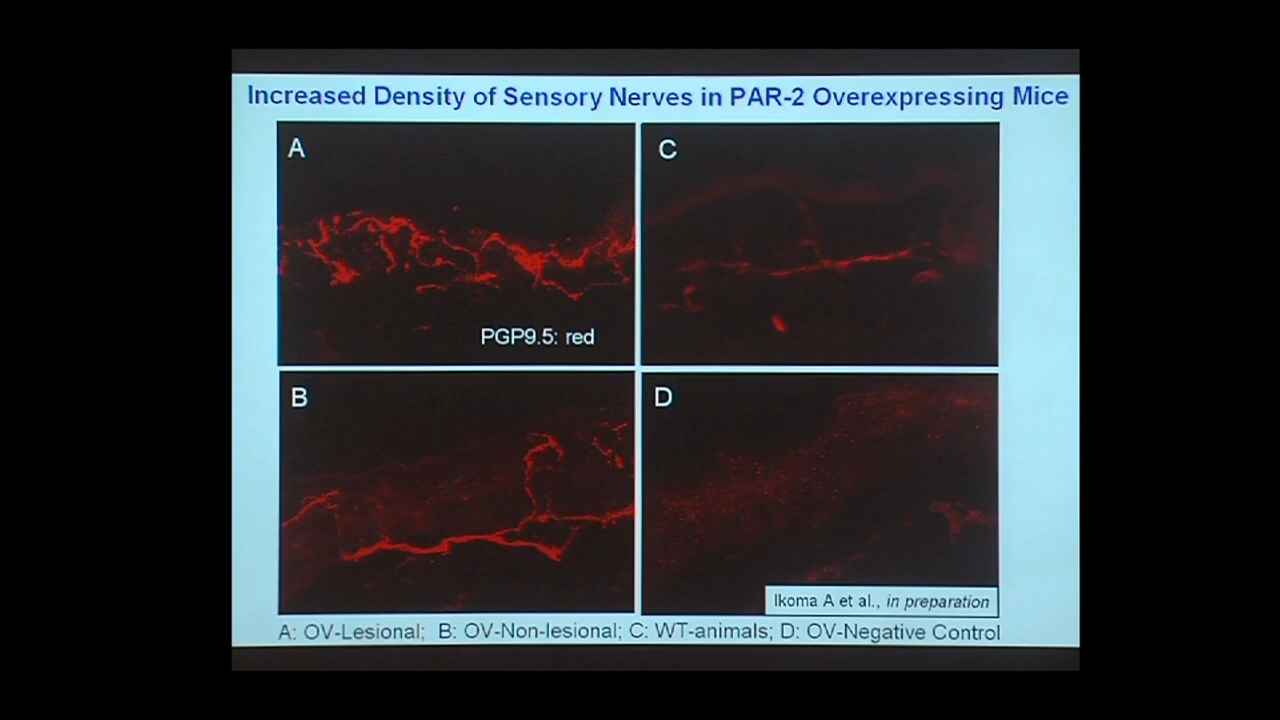 Increased Density of Sensory Nerves in PAR-2 Overexpressing Mice
A
C
PGP9.5: red
B
D
Ikoma A et al., in preparation
A: OV-Lesional; B: OV-Non-lesional; C: WT-animals; D: OV-Negative Control